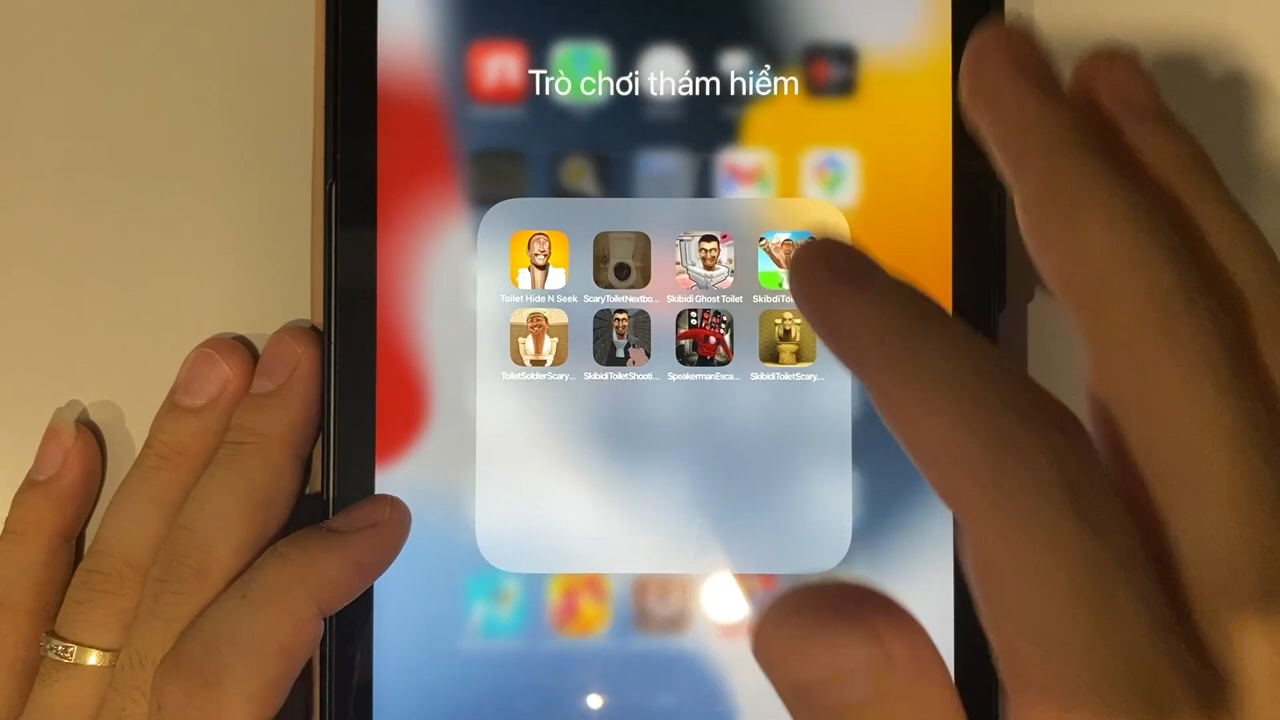 Trò chơi thám hiểm
Toilet Hide N Seek
ScaryToiletNextbo...
Skibidi Ghost Toilet
ToiletSoldierScary...
SkibidiToiletShooti...
SpeakermanEsca...
SkibidiToiletScary...